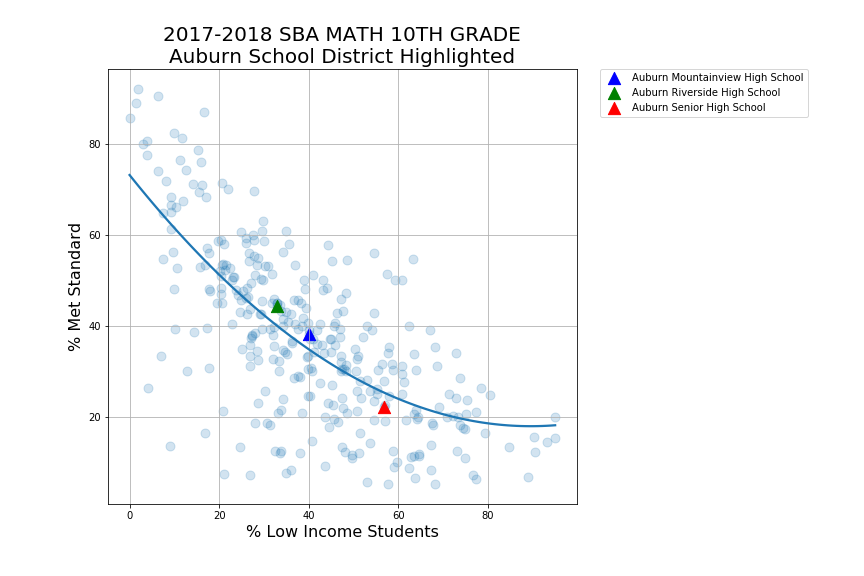 2017-2018 SBA MATH 10TH GRADE
Auburn School District Highlighted
Auburn Mountainview High School
Auburn Riverside High School
Auburn Senior High School
80
60
40
20
% Met Standard
0
20
40
60
80
% Low Income Students